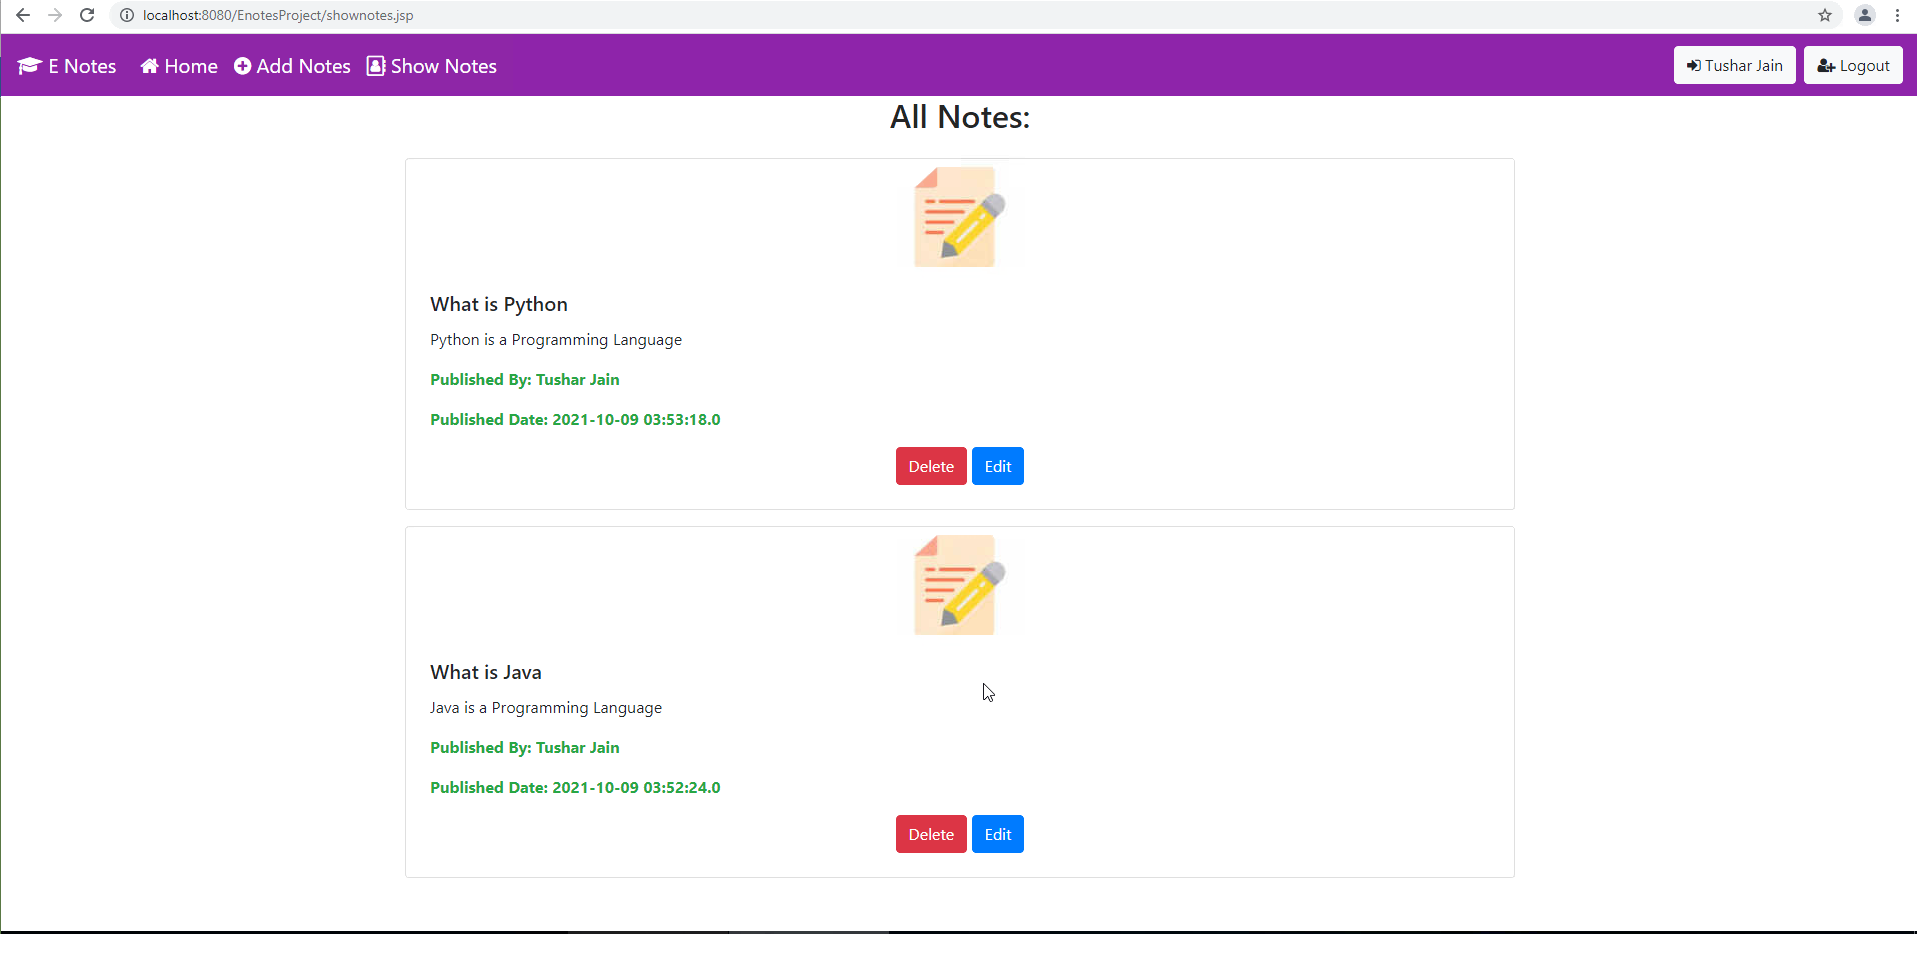 localhost:8080/EnotesProject/shownotes.jsp
E Notes Home Add Notes Show Notes Tushar Jain Logout
All Notes:
What is Python
Python is a Programming Language
Published By: Tushar Jain
Published Date: 2021-10-09 03:53:18.0
Delete Edit
What is Java
Java is a Programming Language
Published By: Tushar Jain
Published Date: 2021-10-09 03:52:24.0
Delete Edit